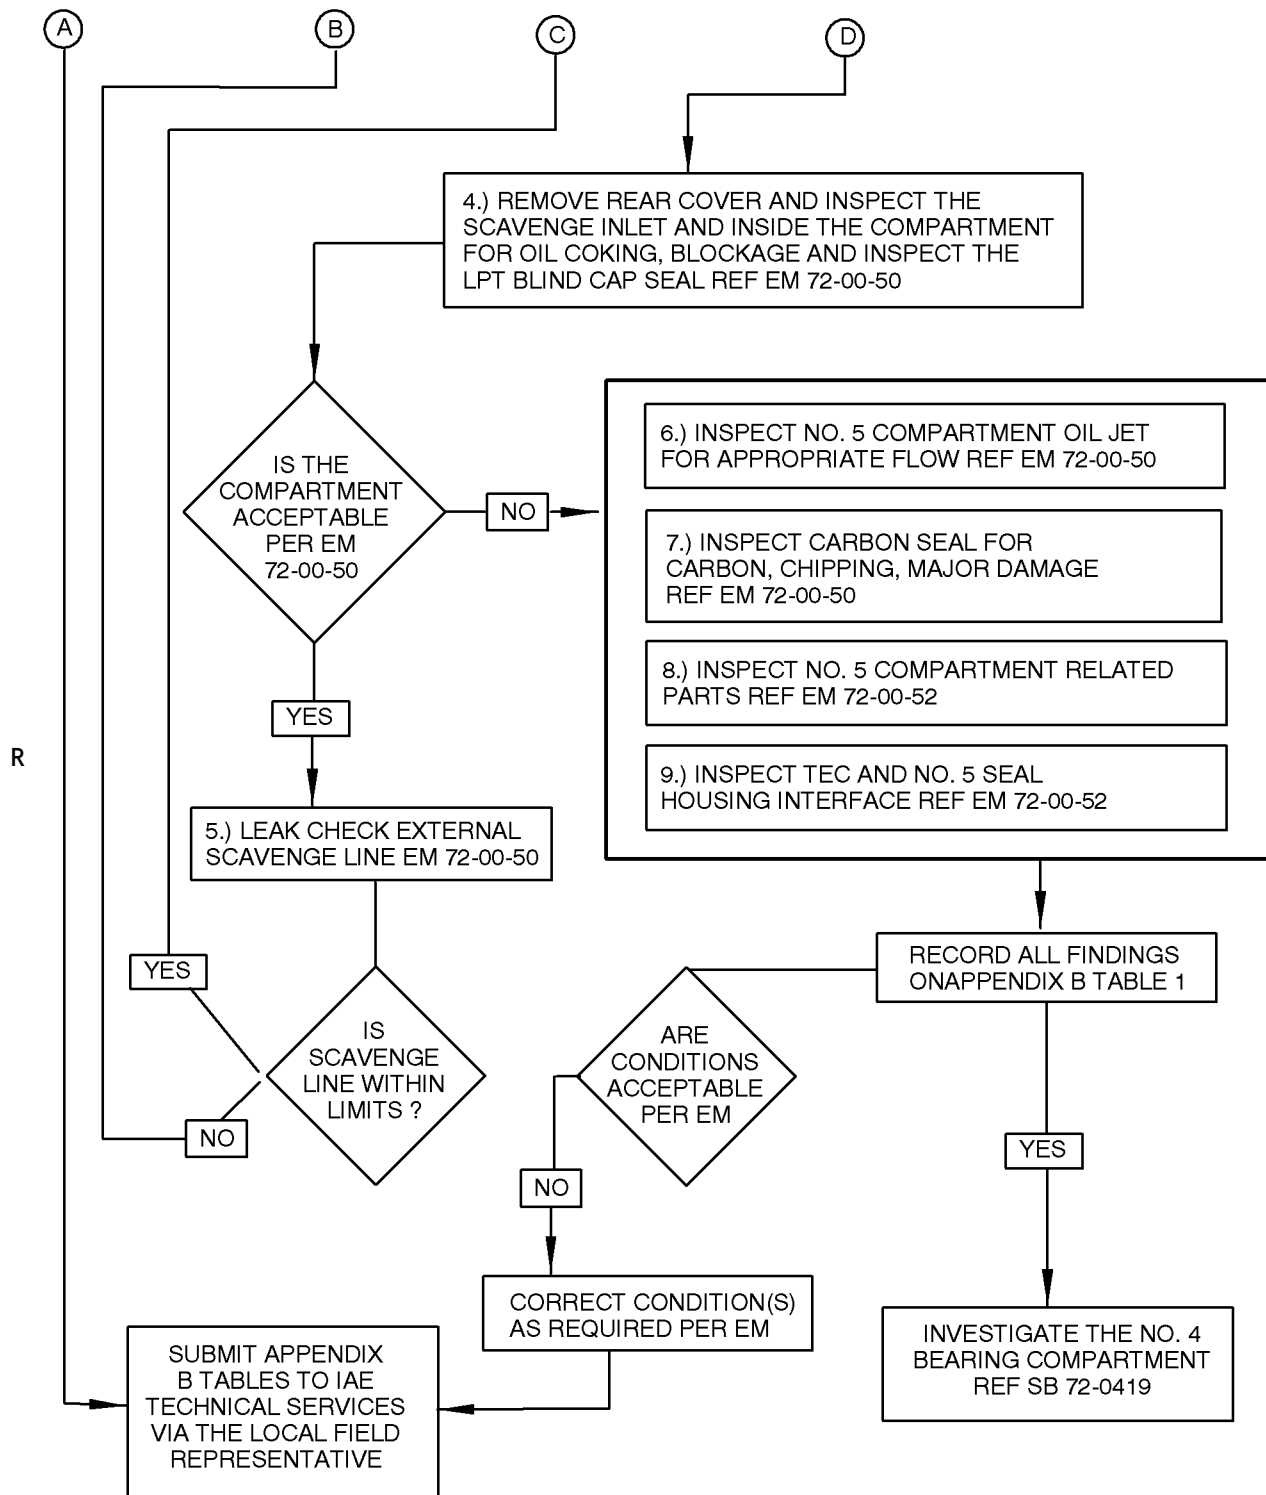 A
B
C
D
4.) REMOVE REAR COVER AND INSPECT THE
SCAVENGE INLET AND INSIDE THE COMPARTMENT
FOR OIL COKING, BLOCKAGE AND INSPECT THE
LPT BLIND CAP SEAL REF EM 72-00-50
IS THE
COMPARTMENT
ACCEPTABLE
PER EM
72-00-50
NO
6.) INSPECT NO. 5 COMPARTMENT OIL JET
FOR APPROPRIATE FLOW REF EM 72-00-50
7.) INSPECT CARBON SEAL FOR
CARBON, CHIPPING, MAJOR DAMAGE
REF EM 72-00-50
8.) INSPECT NO. 5 COMPARTMENT RELATED
PARTS REF EM 72-00-52
9.) INSPECT TEC AND NO. 5 SEAL
HOUSING INTERFACE REF EM 72-00-52
YES
R
5.) LEAK CHECK EXTERNAL
SCAVENGE LINE EM 72-00-50
YES
IS
SCAVENGE
LINE WITHIN
LIMITS ?
NO
RECORD ALL FINDINGS
ONAPPENDIX B TABLE 1
ARE
CONDITIONS
ACCEPTABLE
PER EM
NO
YES
CORRECT CONDITION(S)
AS REQUIRED PER EM
INVESTIGATE THE NO. 4
BEARING COMPARTMENT
REF SB 72-0419
SUBMIT APPENDIX
B TABLES TO IAE
TECHNICAL SERVICES
VIA THE LOCAL FIELD
REPRESENTATIVE